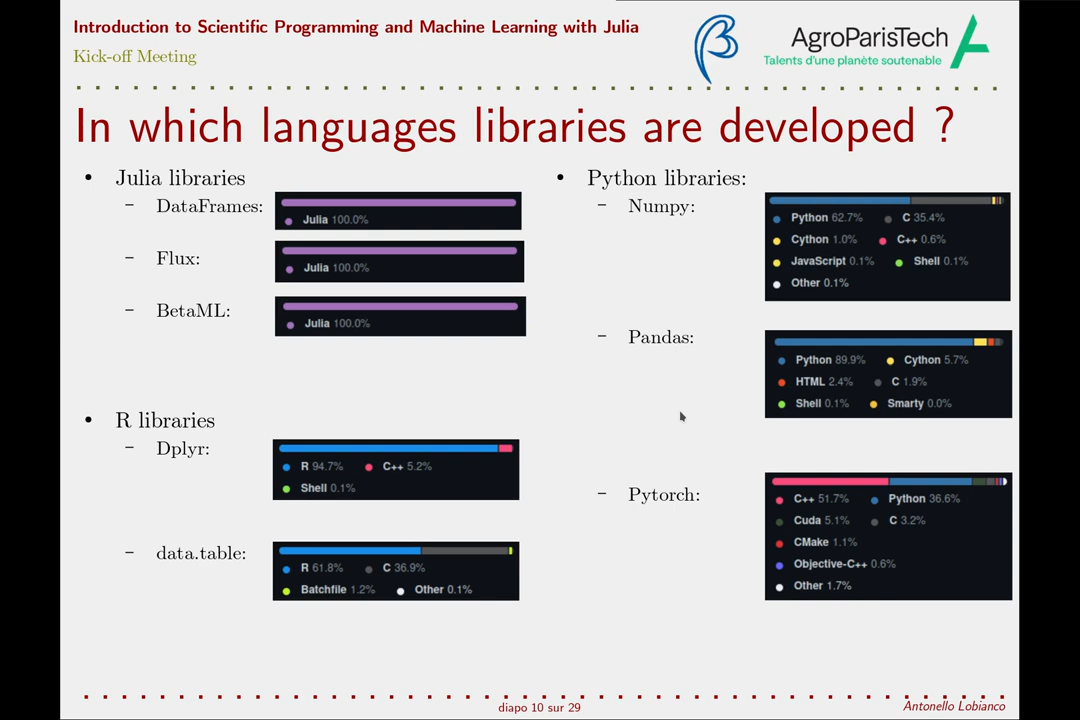 Introduction to Scientific Programming and Machine Learning with Julia
Kick-off Meeting
AgroParisTech
Talents d'une planète soutenable
In which languages libraries are developed ?
• Julia libraries
– DataFrames:
Julia 100.0%
– Flux:
Julia 100.0%
– BetaML:
Julia 100.0%
• R libraries
– Dplyr:
R 94.7% C++ 5.2%
Shell 0.1%
– data.table:
R 61.8% C 36.9%
Batchfile 1.2% Other 0.1%
• Python libraries:
– Numpy:
Python 62.7% C 35.4%
Cython 1.0% C++ 0.6%
JavaScript 0.1% Shell 0.1%
Other 0.1%
– Pandas:
Python 89.9% Cython 5.7%
HTML 2.4% C 1.9%
Shell 0.1% Smarty 0.0%
– Pytorch:
C++ 51.7% Python 36.6%
Cuda 5.1% C 3.2%
CMake 1.1%
Objective-C++ 0.6%
Other 1.7%
diapo 10 sur 29
Antonello Lobianco